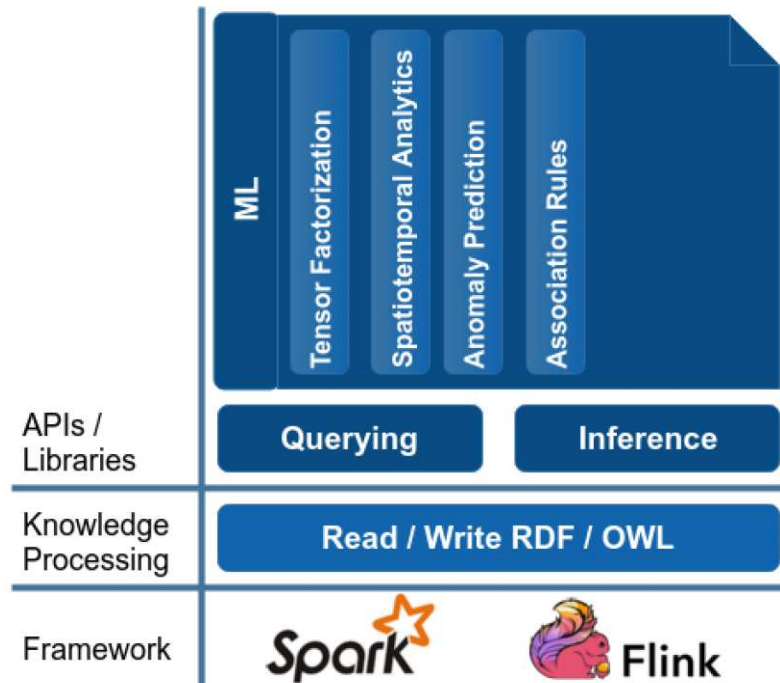 ML
Tensor Factorization
Spatiotemporal Analytics
Anomaly Prediction
Association Rules
APIs /
Libraries
Querying
Inference
Knowledge
Processing
Read / Write RDF / OWL
Framework
Spark
Flink